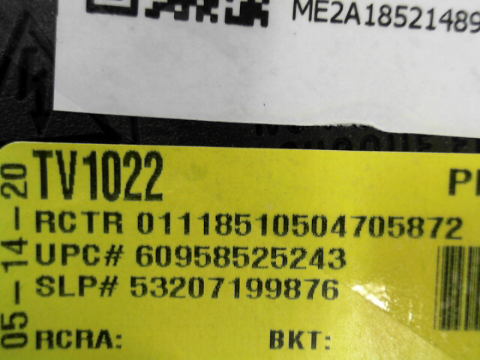 ME2A18521489
05-14-20
TV1022
RCTR 01118510504705872
UPC# 60958525243
SLP# 53207199876
RCRA: BKT: